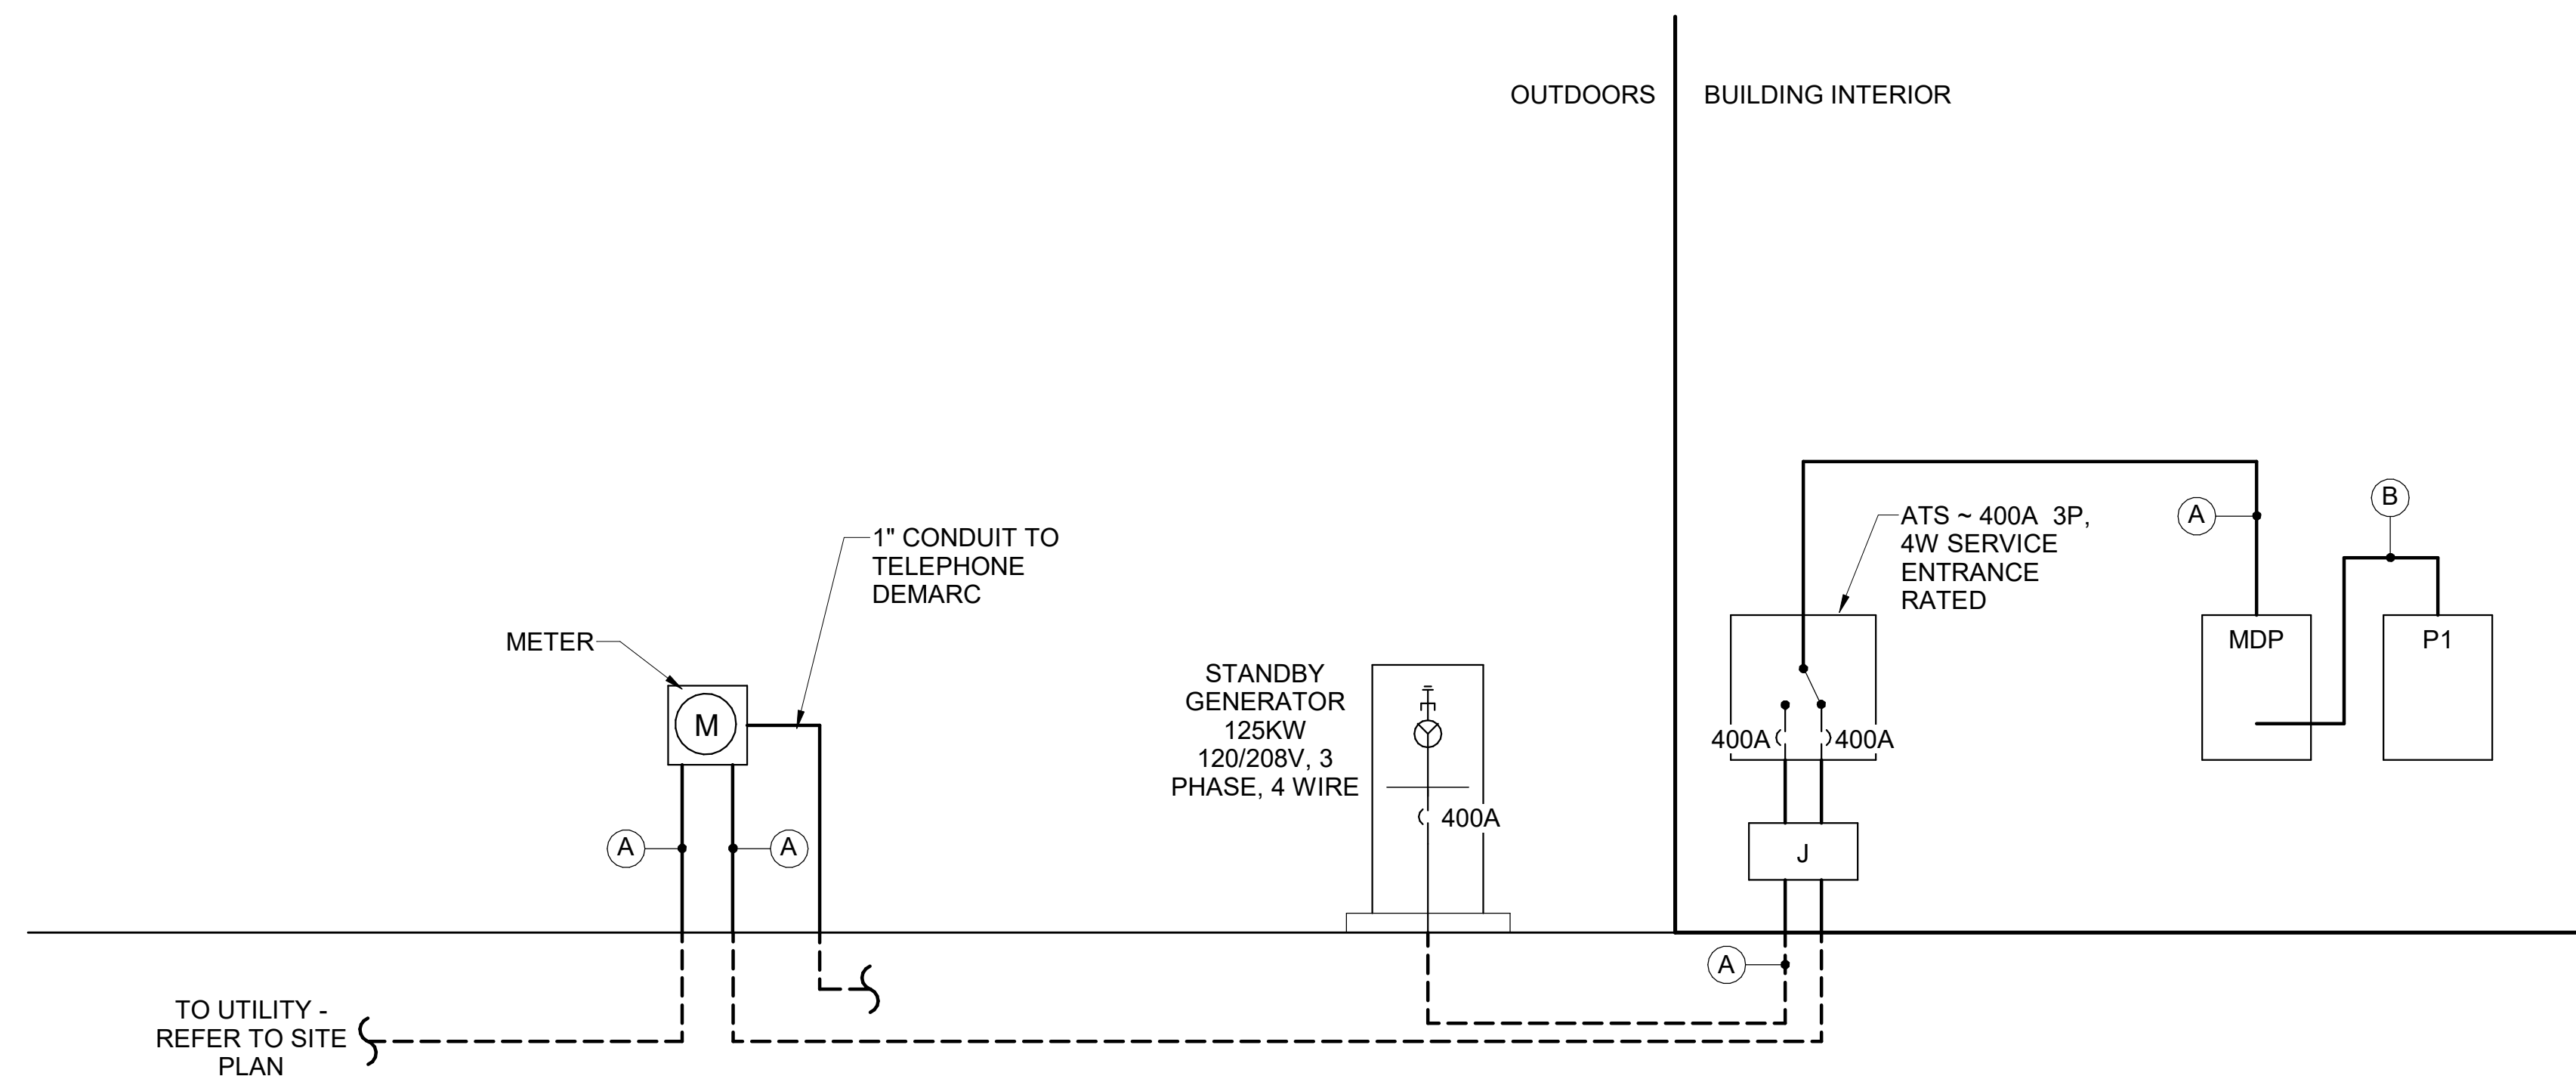 OUTDOORS
BUILDING INTERIOR
B
A
ATS ~ 400A 3P,
4W SERVICE
ENTRANCE
RATED
1" CONDUIT TO
TELEPHONE
DEMARC
METER
M
STANDBY
GENERATOR
125KW
120/208V, 3
PHASE, 4 WIRE
400A
400A
400A
MDP
P1
A
A
J
A
TO UTILITY -
REFER TO SITE
PLAN